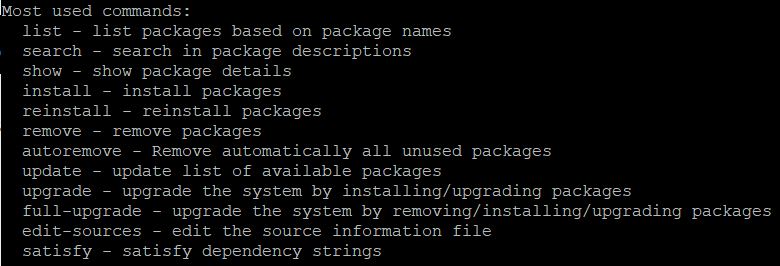 Most used commands:
  list - list packages based on package names
  search - search in package descriptions
  show - show package details
  install - install packages
  reinstall - reinstall packages
  remove - remove packages
  autoremove - Remove automatically all unused packages
  update - update list of available packages
  upgrade - upgrade the system by installing/upgrading packages
  full-upgrade - upgrade the system by removing/installing/upgrading packages
  edit-sources - edit the source information file
  satisfy - satisfy dependency strings